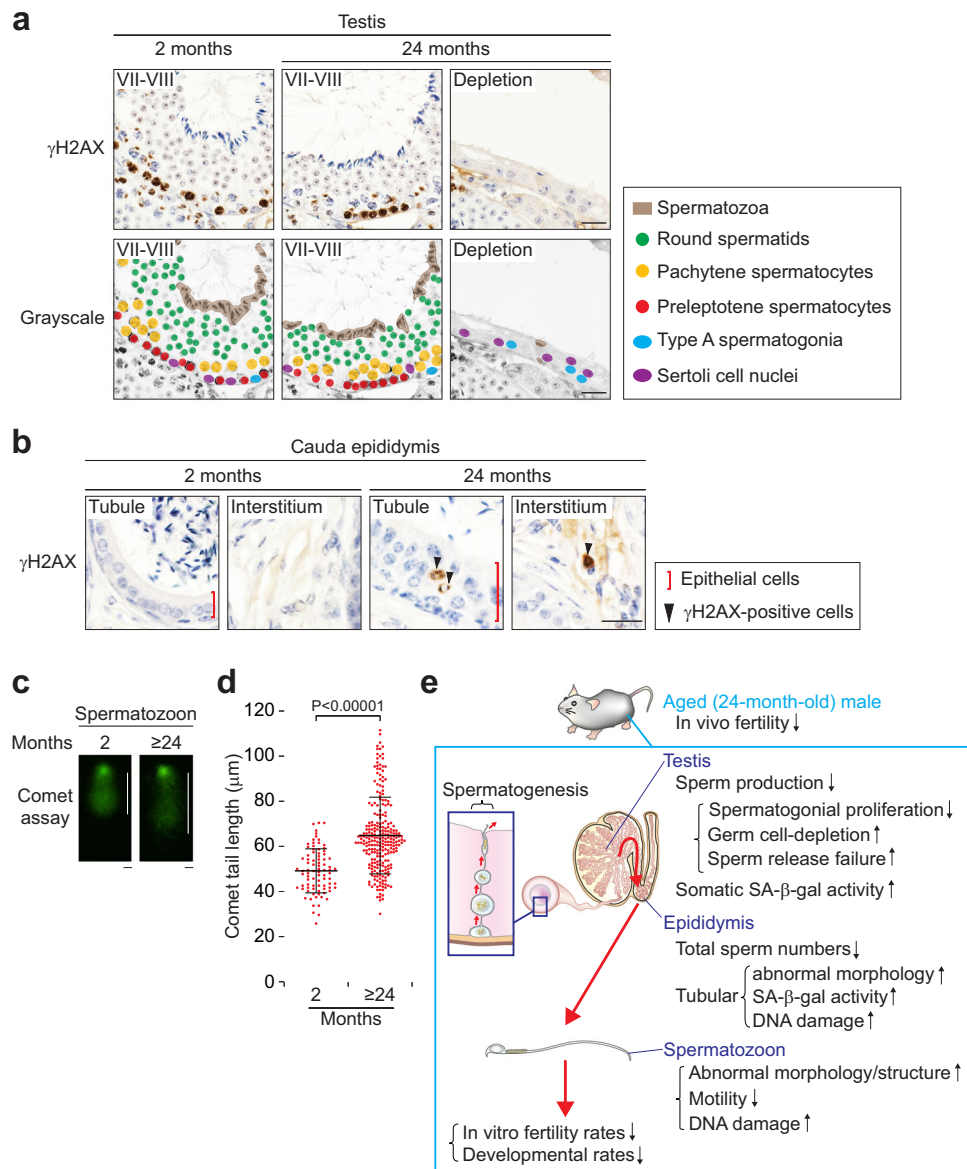 a
Testis
2 months
24 months
VII-VIII
VII-VIII
Depletion
γH2AX
VII-VIII
VII-VIII
Depletion
Grayscale
Spermatozoa
Round spermatids
Pachytene spermatocytes
Preleptotene spermatocytes
Type A spermatogonia
Sertoli cell nuclei
b
Cauda epididymis
2 months
24 months
Tubule
Interstitium
Tubule
Interstitium
γH2AX
Epithelial cells
γH2AX-positive cells
c
Spermatozoon
Months
2
≥24
Comet
assay
d
P<0.00001
Comet tail length (μm)
120
100
80
60
40
20
0
2
≥24
Months
e
Aged (24-month-old) male
In vivo fertility↓
Testis
Sperm production↓
Spermatogonial proliferation↓
Germ cell-depletion↑
Sperm release failure↑
Somatic SA-β-gal activity↑
Spermatogenesis
Epididymis
Total sperm numbers↓
Tubular
abnormal morphology↑
SA-β-gal activity↑
DNA damage↑
Spermatozoon
Abnormal morphology/structure↑
Motility↓
DNA damage↑
In vitro fertility rates↓
Developmental rates↓